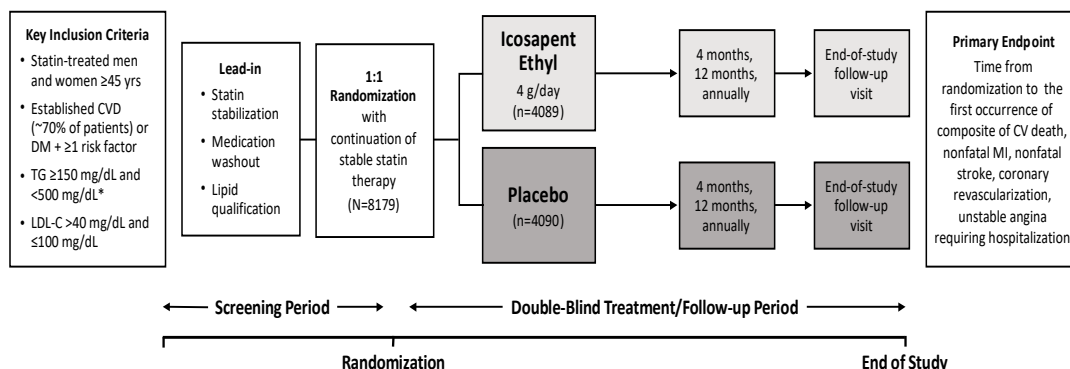 Key Inclusion Criteria
• Statin-treated men
and women ≥45 yrs
• Established CVD
(~70% of patients) or
DM + ≥1 risk factor
• TG ≥150 mg/dL and
<500 mg/dL*
• LDL-C >40 mg/dL and
≤100 mg/dL
Lead-in
• Statin
stabilization
• Medication
washout
• Lipid
qualification
1:1
Randomization
with
continuation of
stable statin
therapy
(N=8179)
Icosapent
Ethyl
4 g/day
(n=4089)
4 months,
12 months,
annually
End-of-study
follow-up
visit
Placebo
(n=4090)
4 months,
12 months,
annually
End-of-study
follow-up
visit
Primary Endpoint
Time from
randomization to the
first occurrence of
composite of CV death,
nonfatal MI, nonfatal
stroke, coronary
revascularization,
unstable angina
requiring hospitalization
Screening Period
Double-Blind Treatment/Follow-up Period
Randomization
End of Study